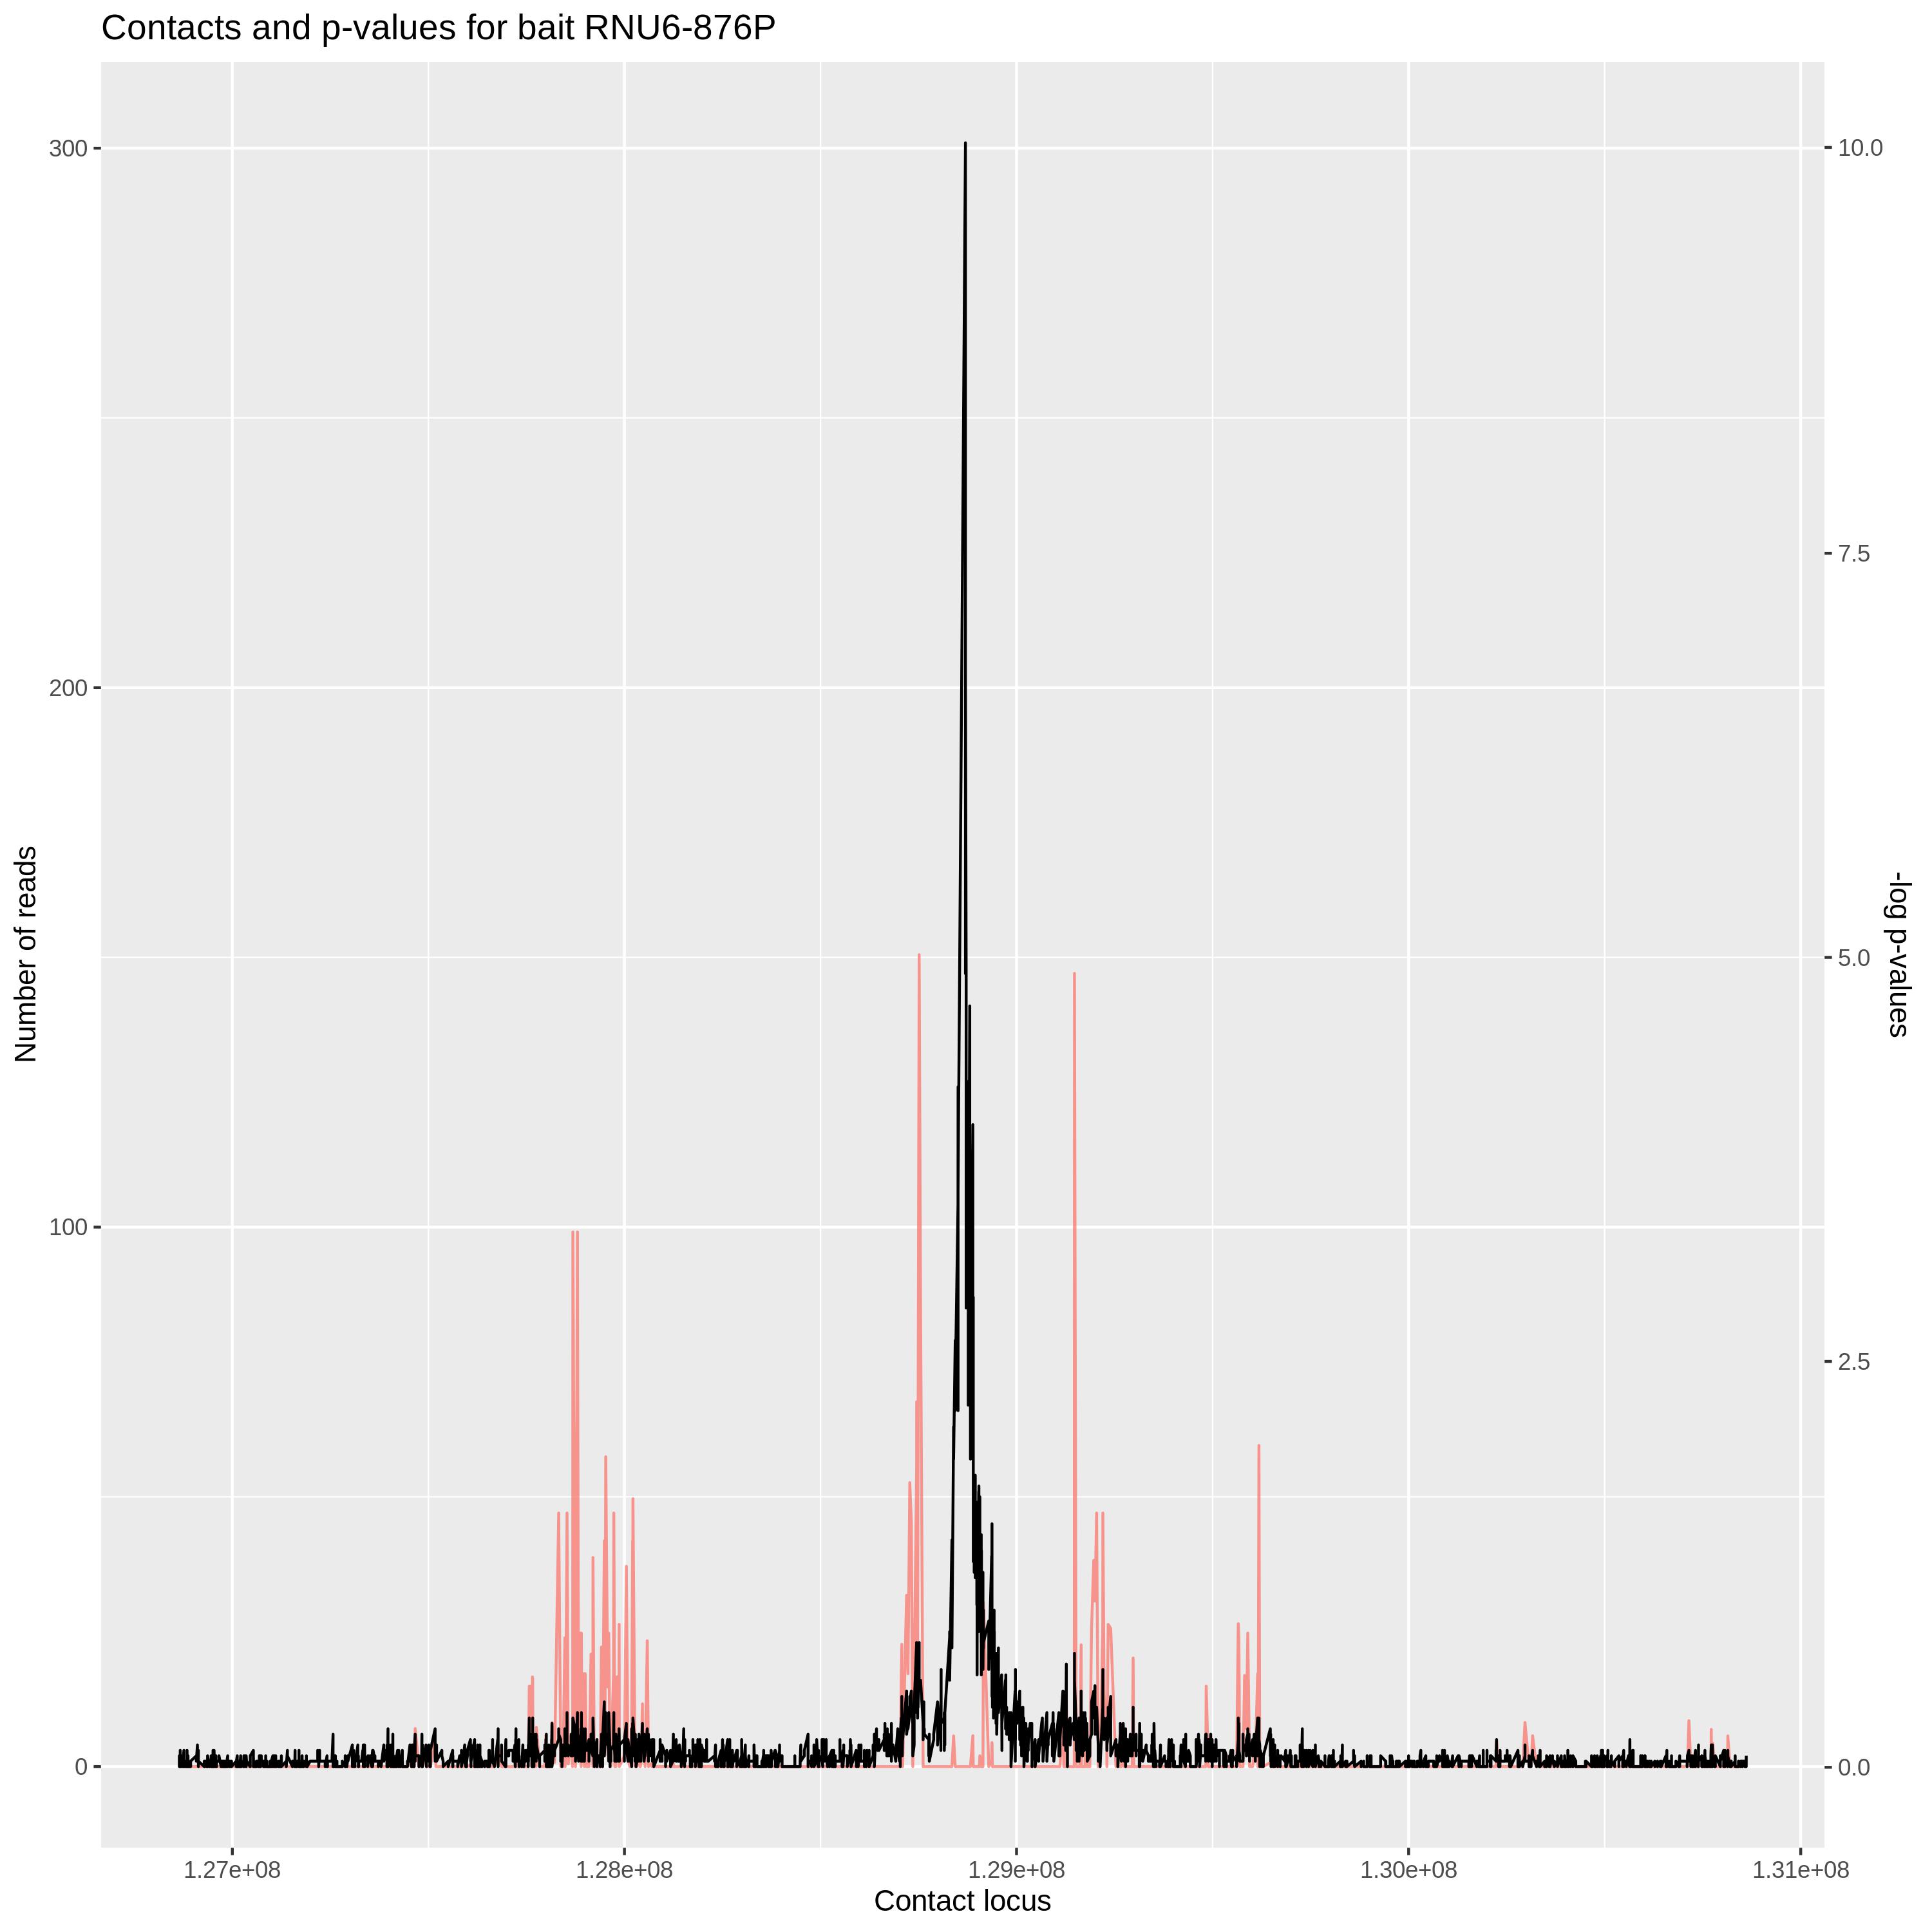 Contacts and p-values for bait RNU6-876P
300
200
100
0
Number of reads
10.0
7.5
5.0
2.5
0.0
-log p-values
1.27e+08
1.28e+08
1.29e+08
1.30e+08
1.31e+08
Contact locus